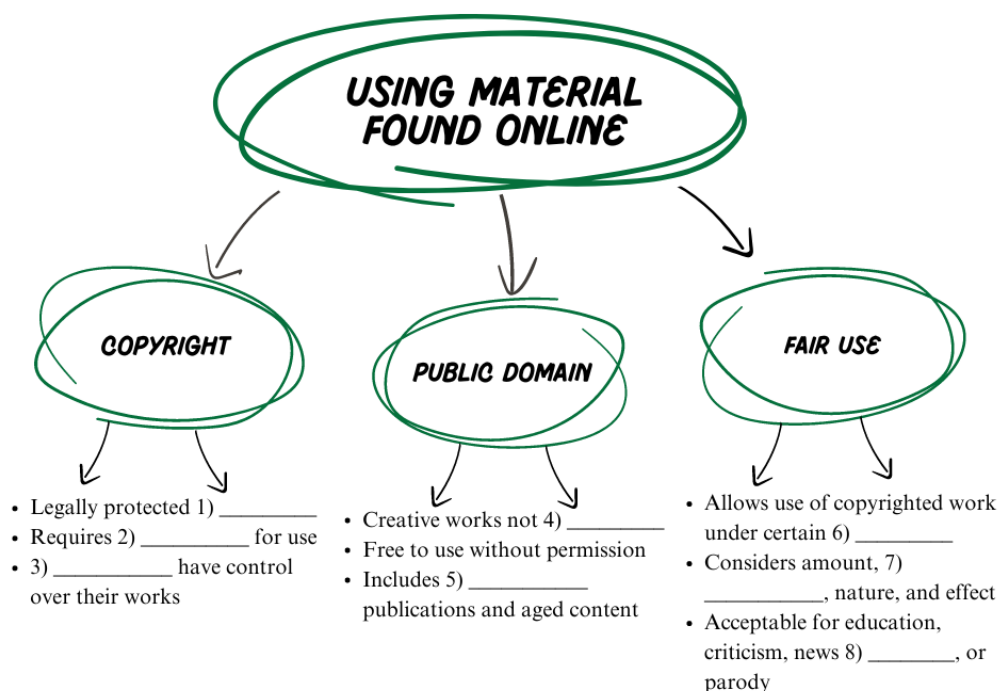 USING MATERIAL
FOUND ONLINE
COPYRIGHT
• Legally protected 1) _________
• Requires 2) __________ for use
• 3) ___________ have control
over their works
PUBLIC DOMAIN
• Creative works not 4) _________
• Free to use without permission
• Includes 5) ___________
publications and aged content
FAIR USE
• Allows use of copyrighted work
under certain 6) _________
• Considers amount, 7)
___________, nature, and effect
• Acceptable for education,
criticism, news 8) ________, or
parody